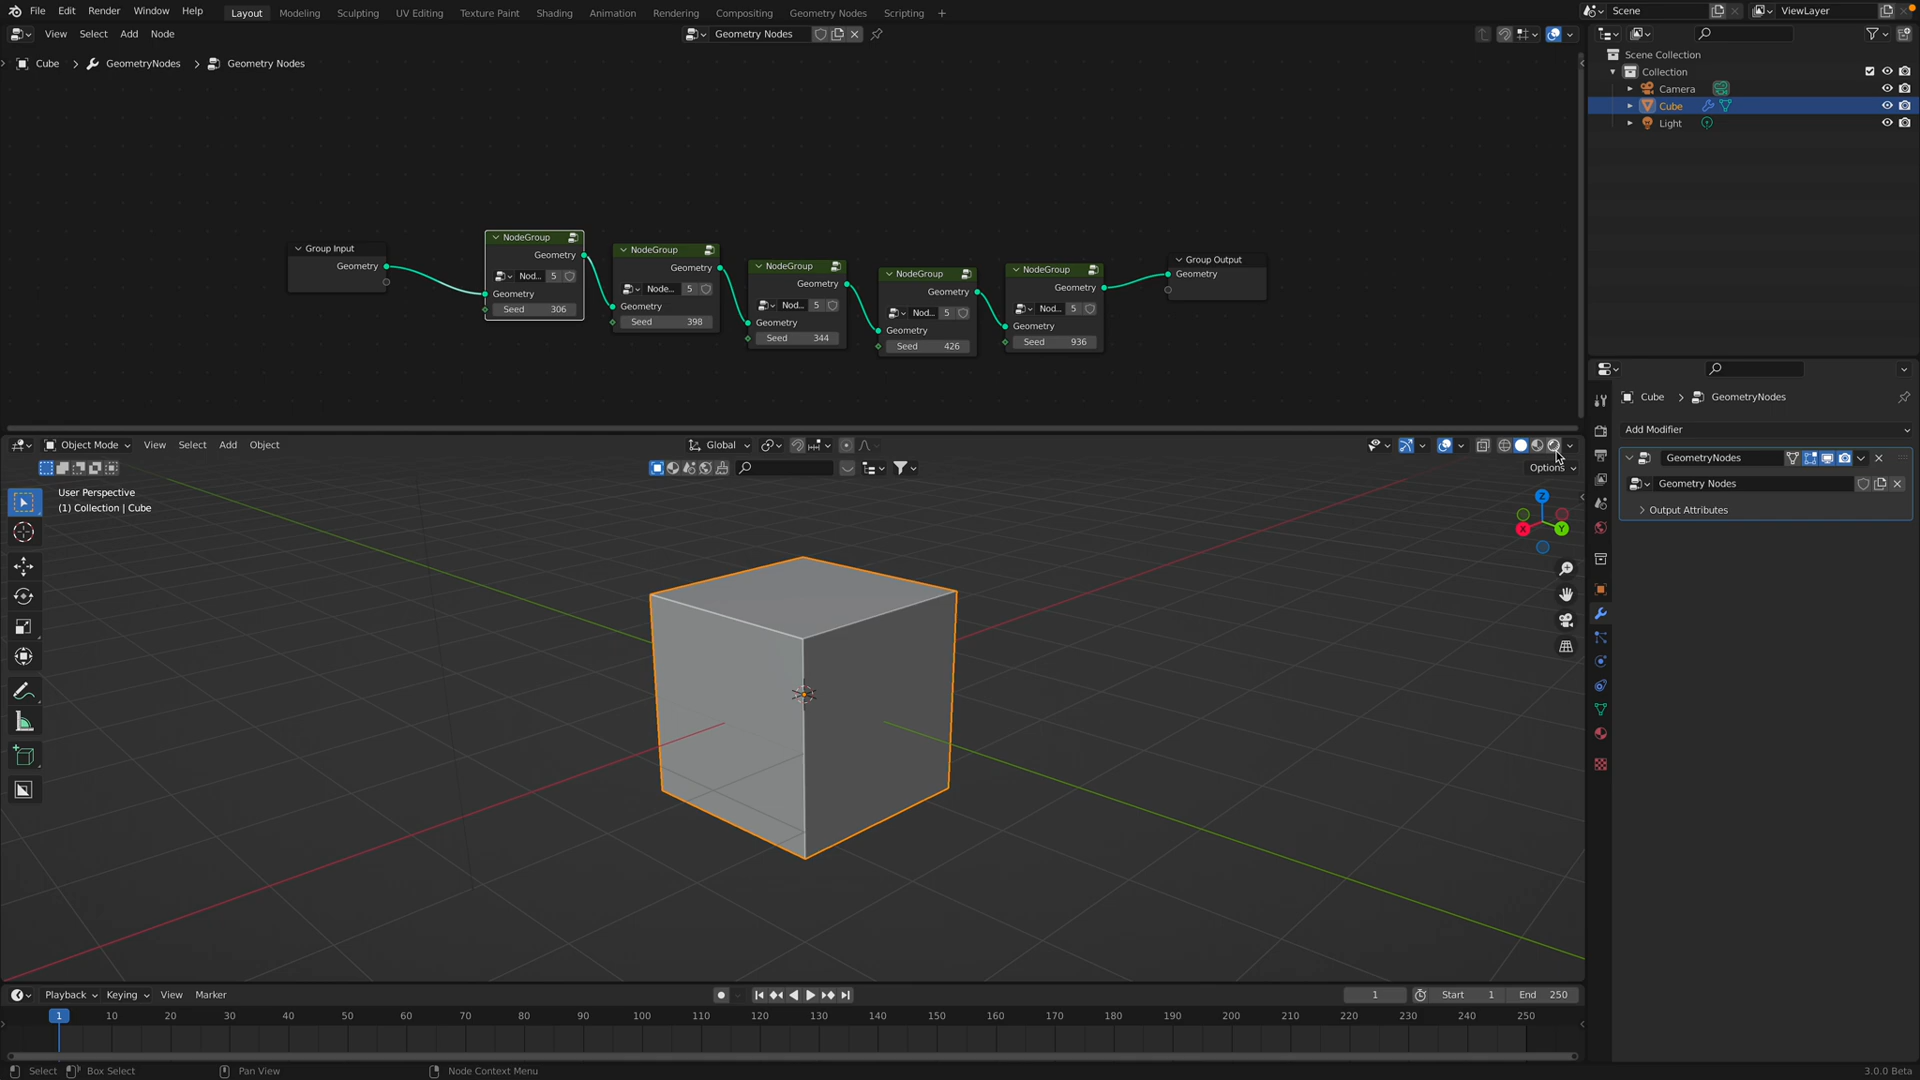 File Edit Render Window Help Layout Modeling Sculpting UV Editing Texture Paint Shading Animation Rendering Compositing Geometry Nodes Scripting + Scene ViewLayer
View Select Add Node Geometry Nodes
Cube > GeometryNodes > Geometry Nodes
Scene Collection
Collection
Camera
Cube
Light
Group Input
Geometry
NodeGroup
Geometry
Nod... 5
Geometry
Seed 306
NodeGroup
Geometry
Node... 5
Geometry
Seed 398
NodeGroup
Geometry
Nod... 5
Geometry
Seed 344
NodeGroup
Geometry
Nod... 5
Geometry
Seed 426
NodeGroup
Geometry
Nod... 5
Geometry
Seed 936
Group Output
Geometry
Cube > GeometryNodes
Add Modifier
GeometryNodes
Geometry Nodes
Output Attributes
Object Mode View Select Add Object Global
Options
User Perspective
(1) Collection | Cube
Z
X
Y
Playback Keying View Marker 1 Start 1 End 250
1 10 20 30 40 50 60 70 80 90 100 110 120 130 140 150 160 170 180 190 200 210 220 230 240 250
Select Box Select Pan View Node Context Menu 3.0.0 Beta